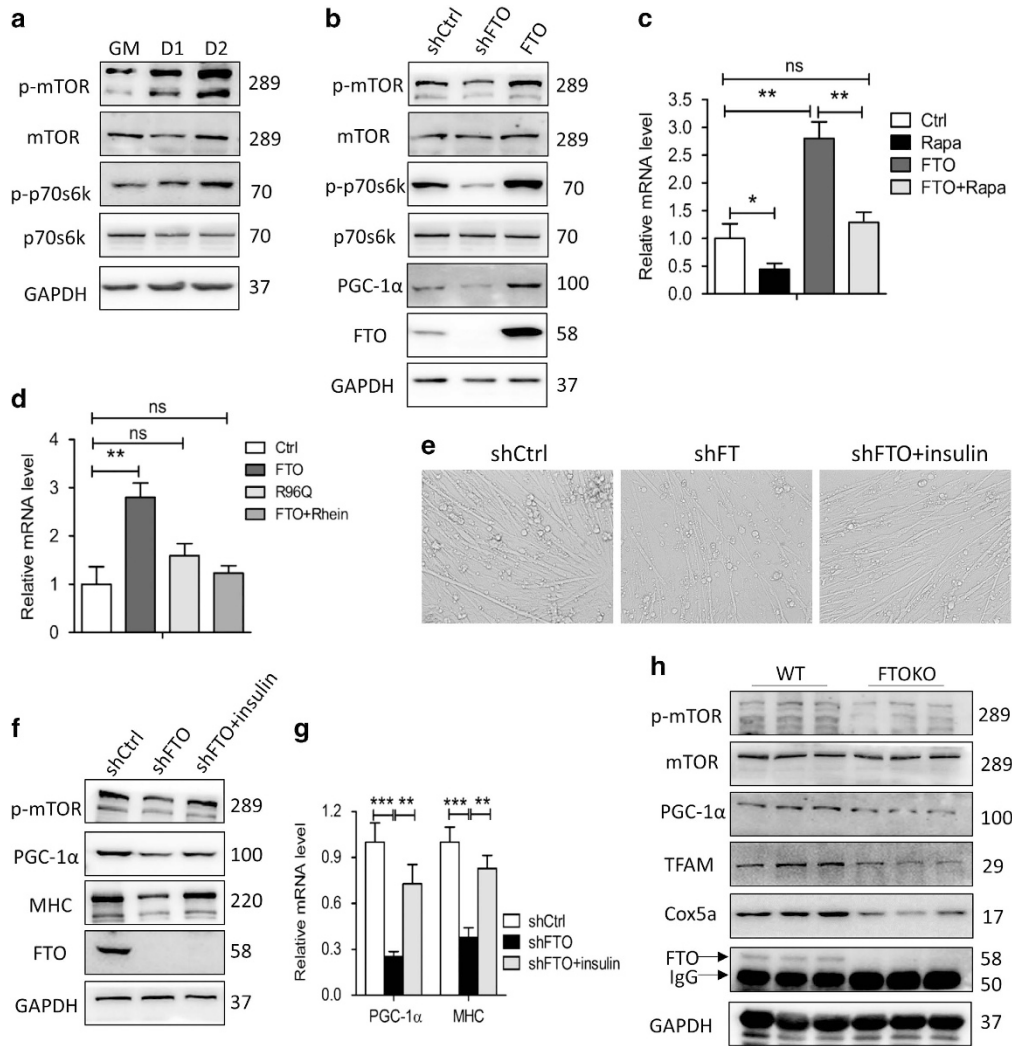 a
GM D1 D2
p-mTOR 289
mTOR 289
p-p70s6k 70
p70s6k 70
GAPDH 37
b
shCtrl shFTO FTO
p-mTOR 289
mTOR 289
p-p70s6k 70
p70s6k 70
PGC-1α 100
FTO 58
GAPDH 37
c
ns
** **
*
Relative mRNA level
3.5
3.0
2.5
2.0
1.5
1.0
0.5
0.0
Ctrl
Rapa
FTO
FTO+Rapa
d
ns
ns
**
Relative mRNA level
4
3
2
1
0
Ctrl
FTO
R96Q
FTO+Rhein
e
shCtrl shFT shFTO+insulin
f
shCtrl shFTO shFTO+insulin
p-mTOR 289
PGC-1α 100
MHC 220
FTO 58
GAPDH 37
g
*** ** *** **
Relative mRNA level
1.2
0.9
0.6
0.3
0.0
PGC-1α MHC
shCtrl
shFTO
shFTO+insulin
h
WT FTOKO
p-mTOR 289
mTOR 289
PGC-1α 100
TFAM 29
Cox5a 17
FTO 58
IgG 50
GAPDH 37